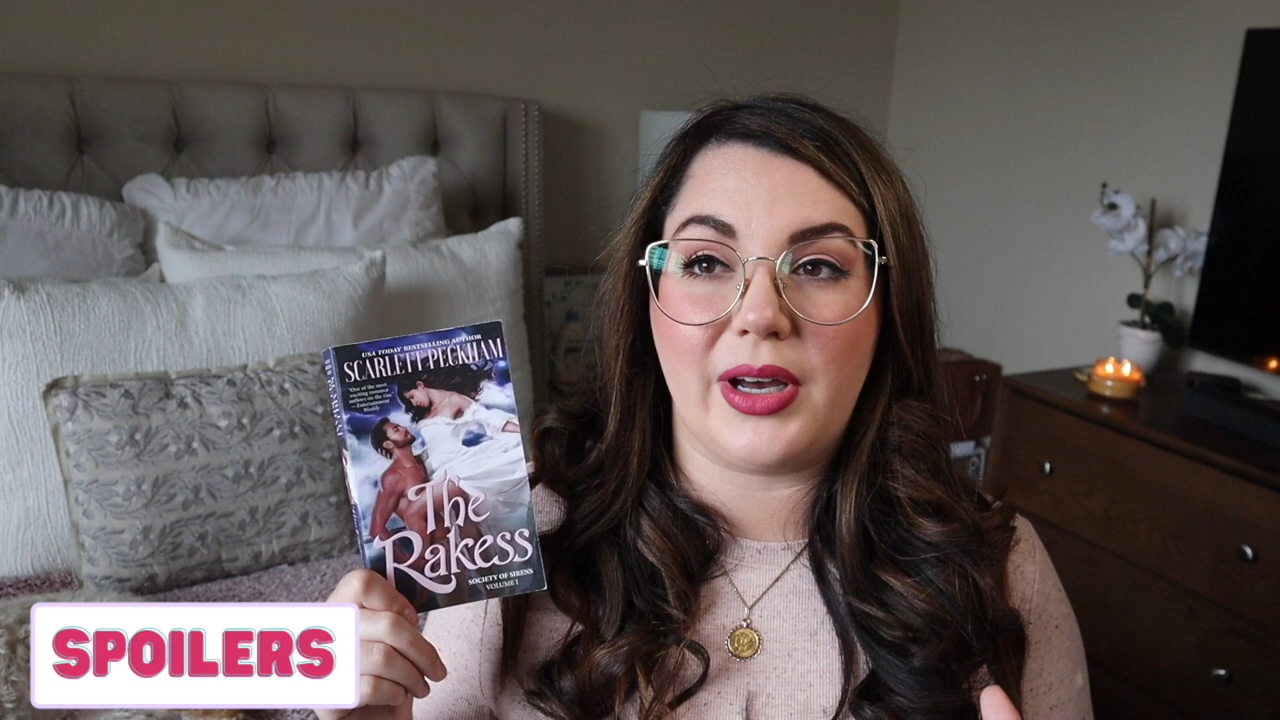 USA TODAY BESTSELLING AUTHOR
SCARLETT PECKHAM
"One of the most
exciting romance
authors on the rise."
—Entertainment
Weekly
The
Rakess
SOCIETY OF SIRENS
VOLUME I
SPOILERS